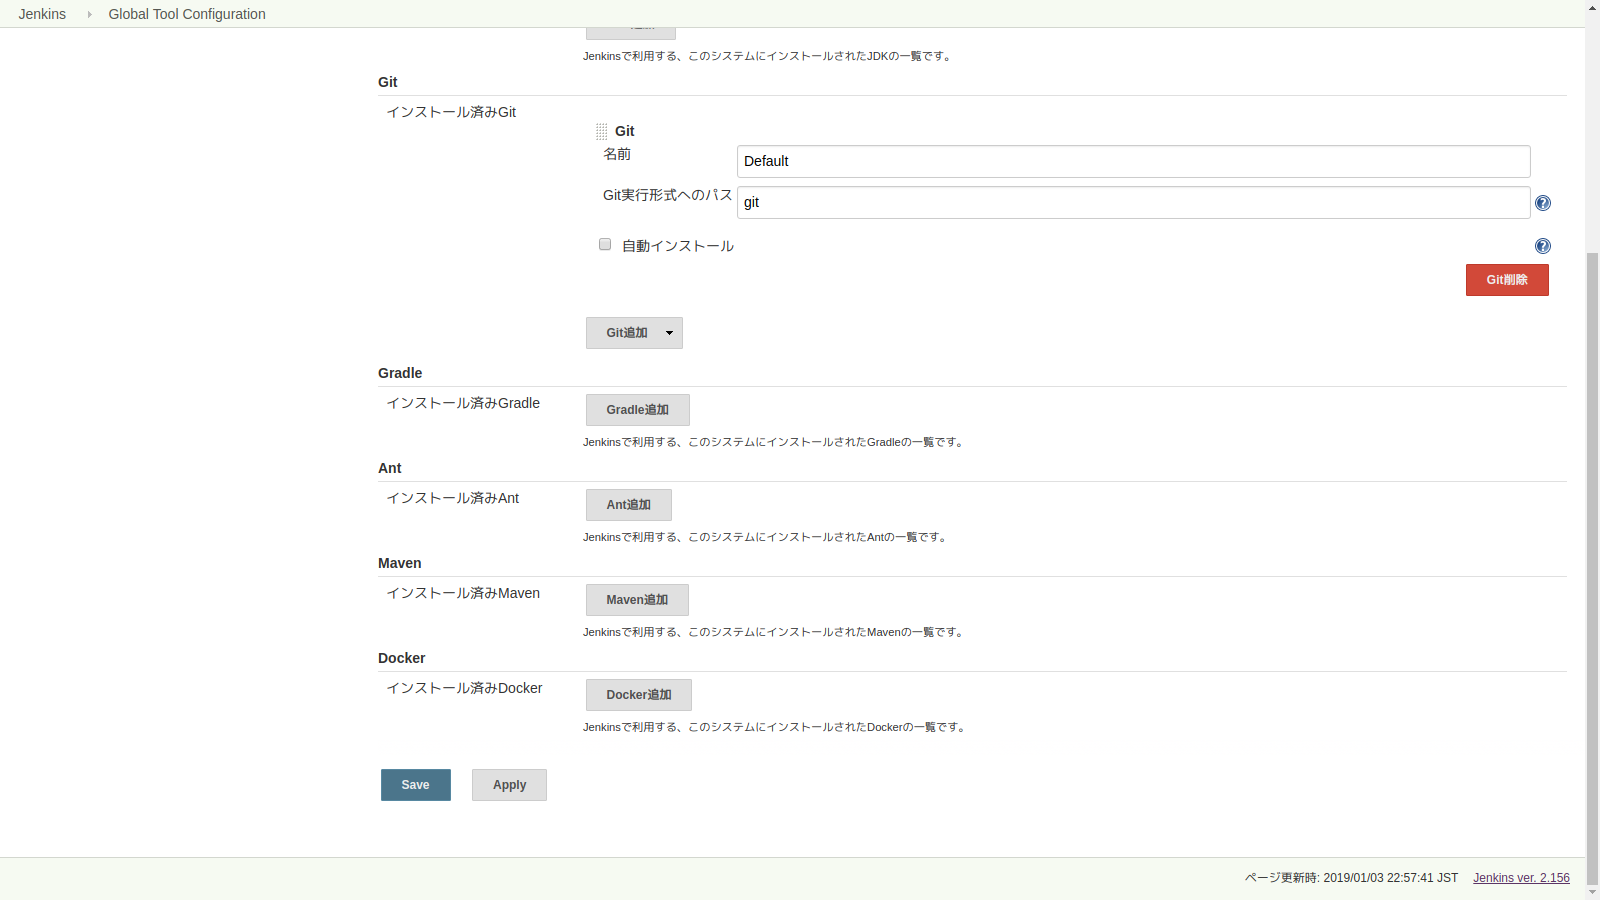 Jenkins
Global Tool Configuration
Jenkinsで利用する、このシステムにインストールされたJDKの一覧です。
Git
インストール済みGit
Git
名前
Default
Git実行形式へのパス
git
自動インストール
Git削除
Git追加
Gradle
インストール済みGradle
Gradle追加
Jenkinsで利用する、このシステムにインストールされたGradleの一覧です。
Ant
インストール済みAnt
Ant追加
Jenkinsで利用する、このシステムにインストールされたAntの一覧です。
Maven
インストール済みMaven
Maven追加
Jenkinsで利用する、このシステムにインストールされたMavenの一覧です。
Docker
インストール済みDocker
Docker追加
Jenkinsで利用する、このシステムにインストールされたDockerの一覧です。
Save
Apply
ページ更新時: 2019/01/03 22:57:41 JST
Jenkins ver. 2.156